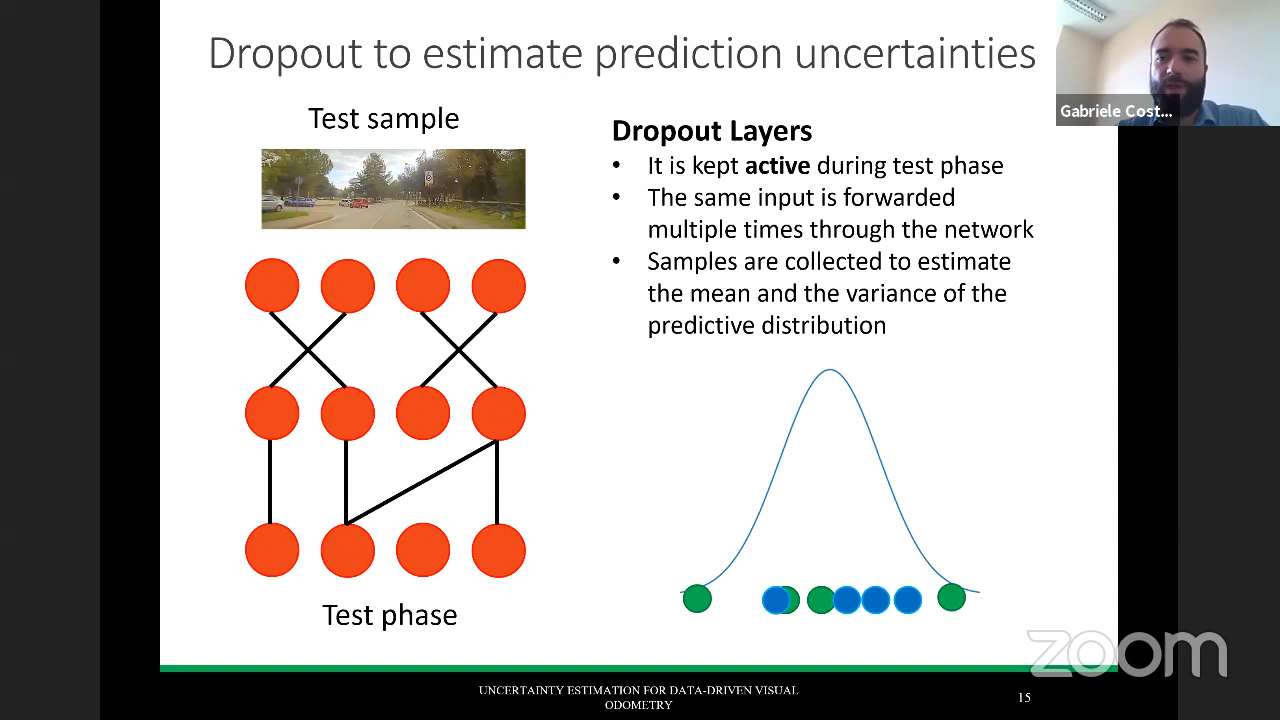 Dropout to estimate prediction uncertainties
Gabriele Cost...
Test sample
Dropout Layers
• It is kept active during test phase
• The same input is forwarded
multiple times through the network
• Samples are collected to estimate
the mean and the variance of the
predictive distribution
Test phase
zoom
UNCERTAINTY ESTIMATION FOR DATA-DRIVEN VISUAL
ODOMETRY
15